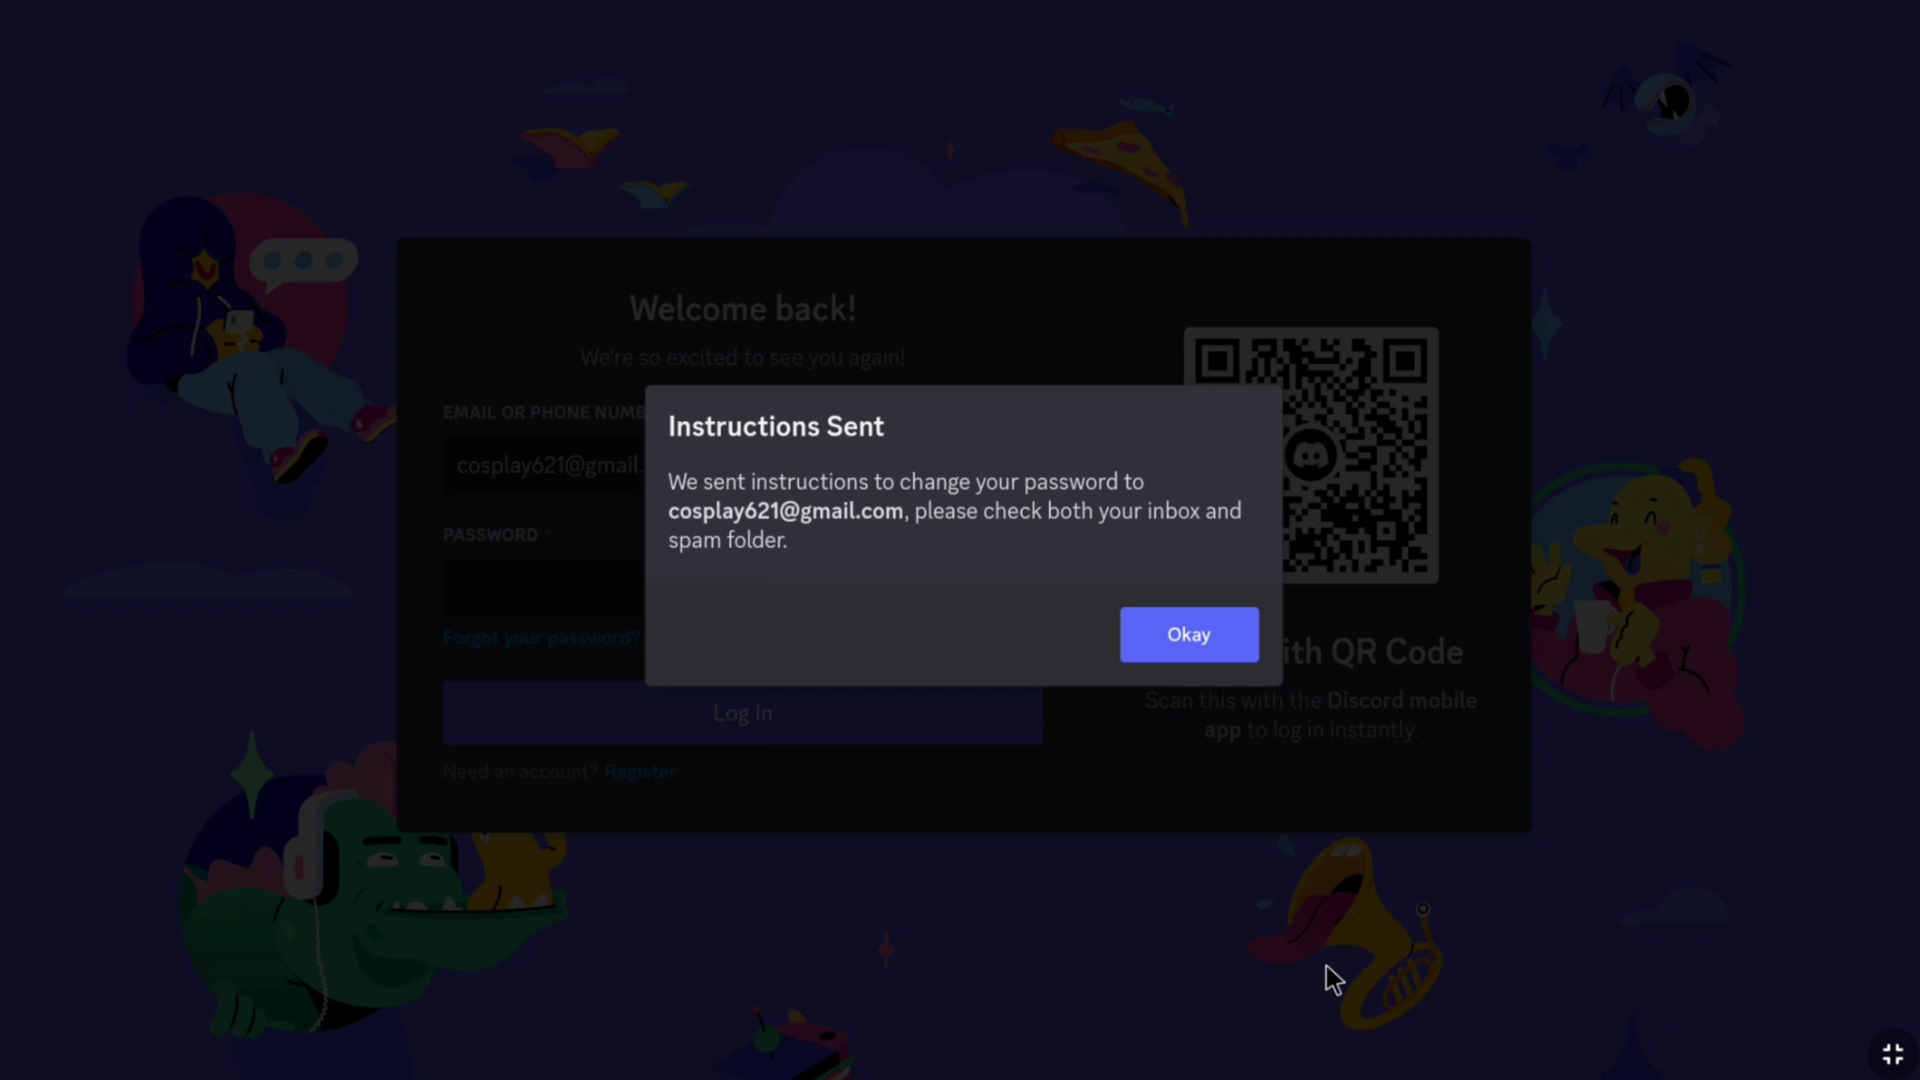 Welcome back!
We're so excited to see you again!
EMAIL OR PHONE NUMB
cosplay621@gmail.
PASSWORD *
Forgot your password?
Log In
Need an account? Register
Instructions Sent
We sent instructions to change your password to
cosplay621@gmail.com, please check both your inbox and
spam folder.
Okay
ith QR Code
Scan this with the Discord mobile
app to log in instantly.